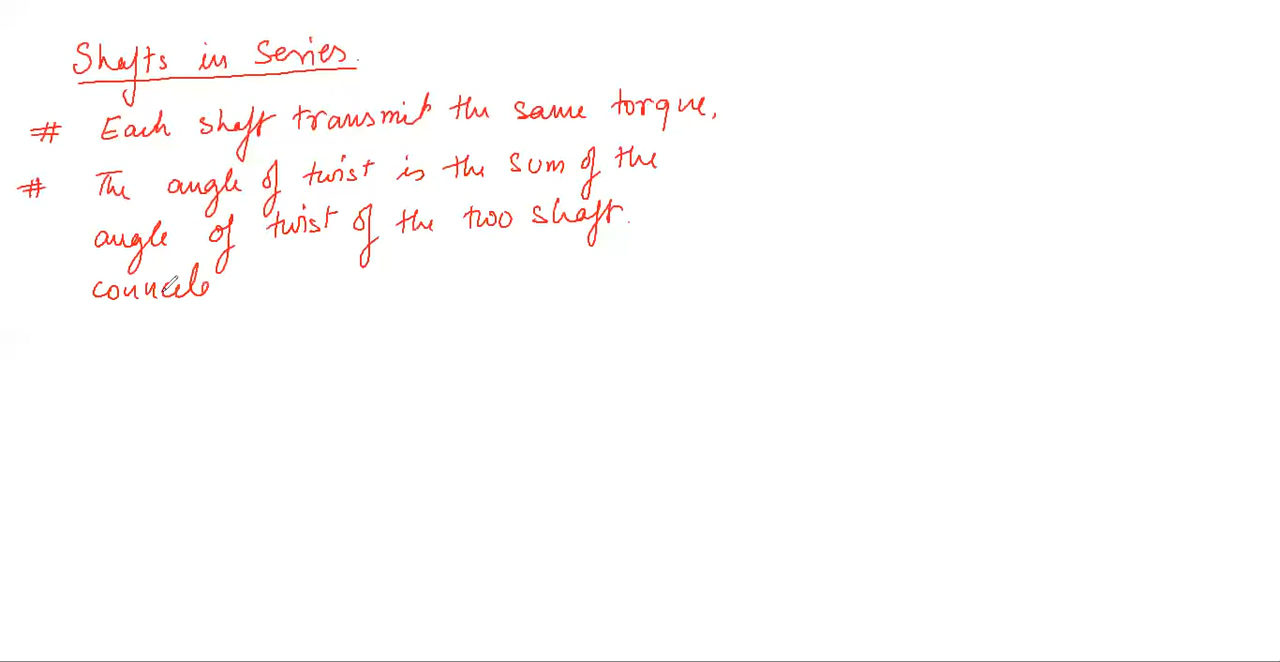 Shafts in Series.
# Each shaft transmit the same torque.
# The angle of twist is the sum of the
angle of twist of the two shaft.